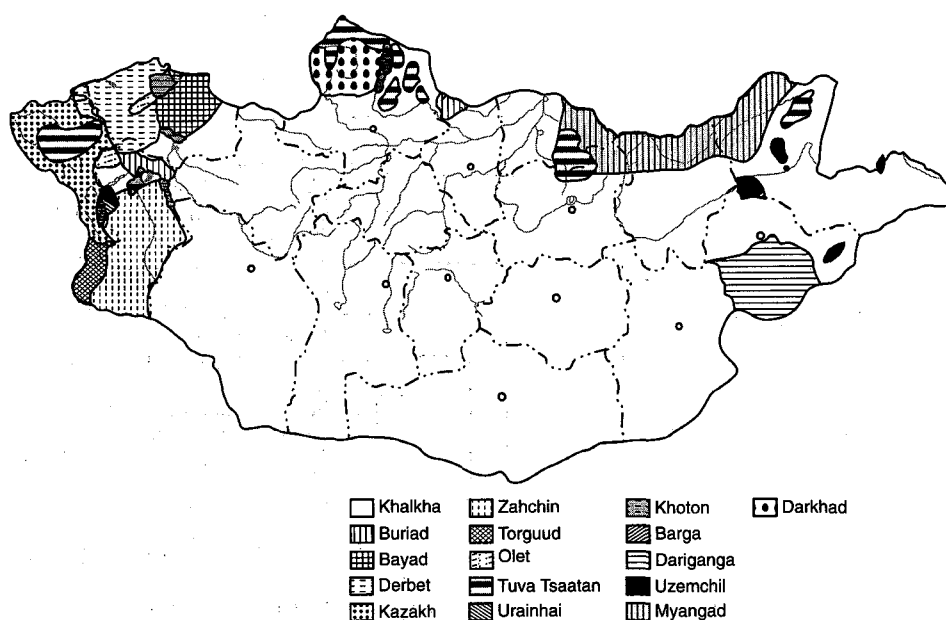 Khalkha Zahchin Khoton Darkhad
Buriad Torguud Barga
Bayad Olet Dariganga
Derbet Tuva Tsaatan Uzemchil
Kazakh Urainhai Myangad